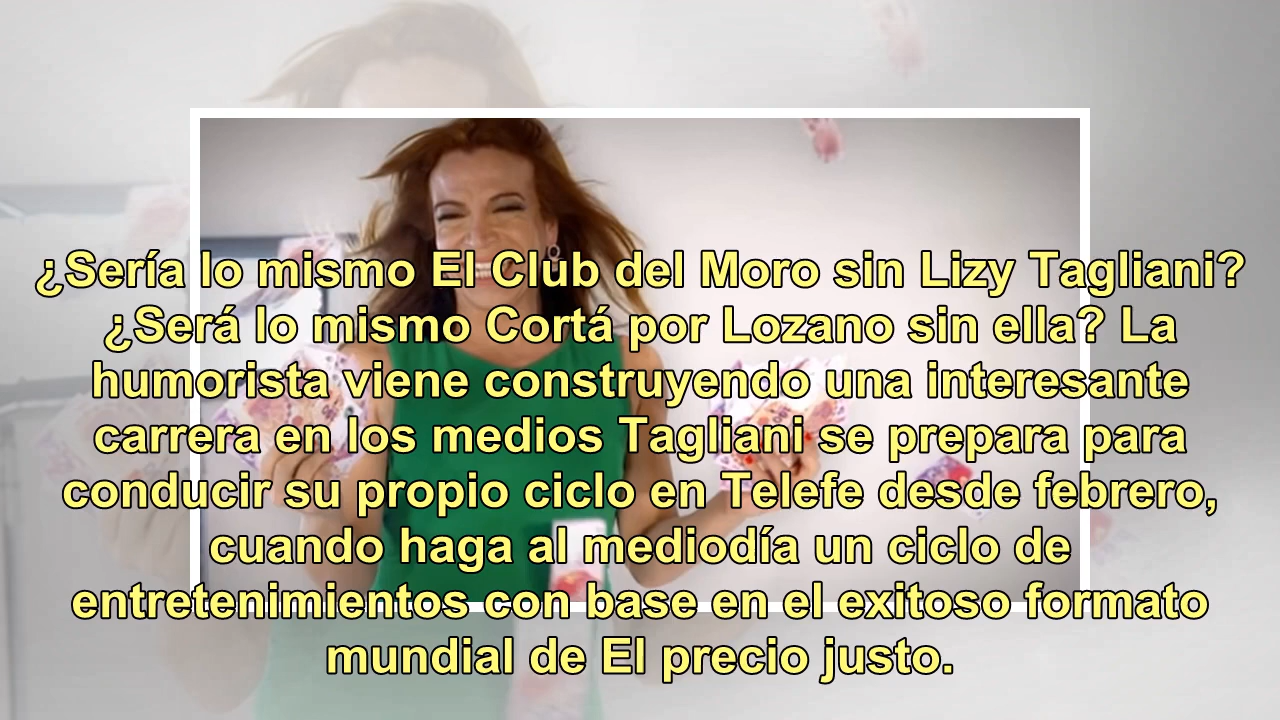 ¿Sería lo mismo El Club del Moro sin Lizy Tagliani?
¿Será lo mismo Cortá por Lozano sin ella? La
humorista viene construyendo una interesante
carrera en los medios Tagliani se prepara para
conducir su propio ciclo en Telefe desde febrero,
cuando haga al mediodía un ciclo de
entretenimientos con base en el exitoso formato
mundial de El precio justo.